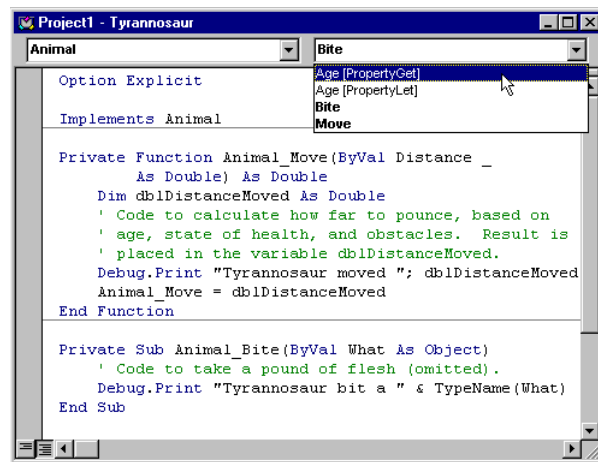 Project1 - Tyrannosaur
Animal
Bite
Age [PropertyGet]
Age [PropertyLet]
Bite
Move
Option Explicit
Implements Animal
Private Function Animal_Move(ByVal Distance _
As Double) As Double
Dim dblDistanceMoved As Double
' Code to calculate how far to pounce, based on
' age, state of health, and obstacles.  Result is
' placed in the variable dblDistanceMoved.
Debug.Print "Tyrannosaur moved "; dblDistanceMoved
Animal_Move = dblDistanceMoved
End Function
Private Sub Animal_Bite(ByVal What As Object)
' Code to take a pound of flesh (omitted).
Debug.Print "Tyrannosaur bit a " & TypeName(What)
End Sub